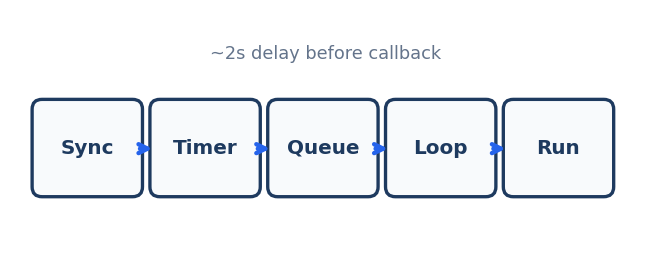 ~2s delay before callback
Sync Timer Queue Loop Run